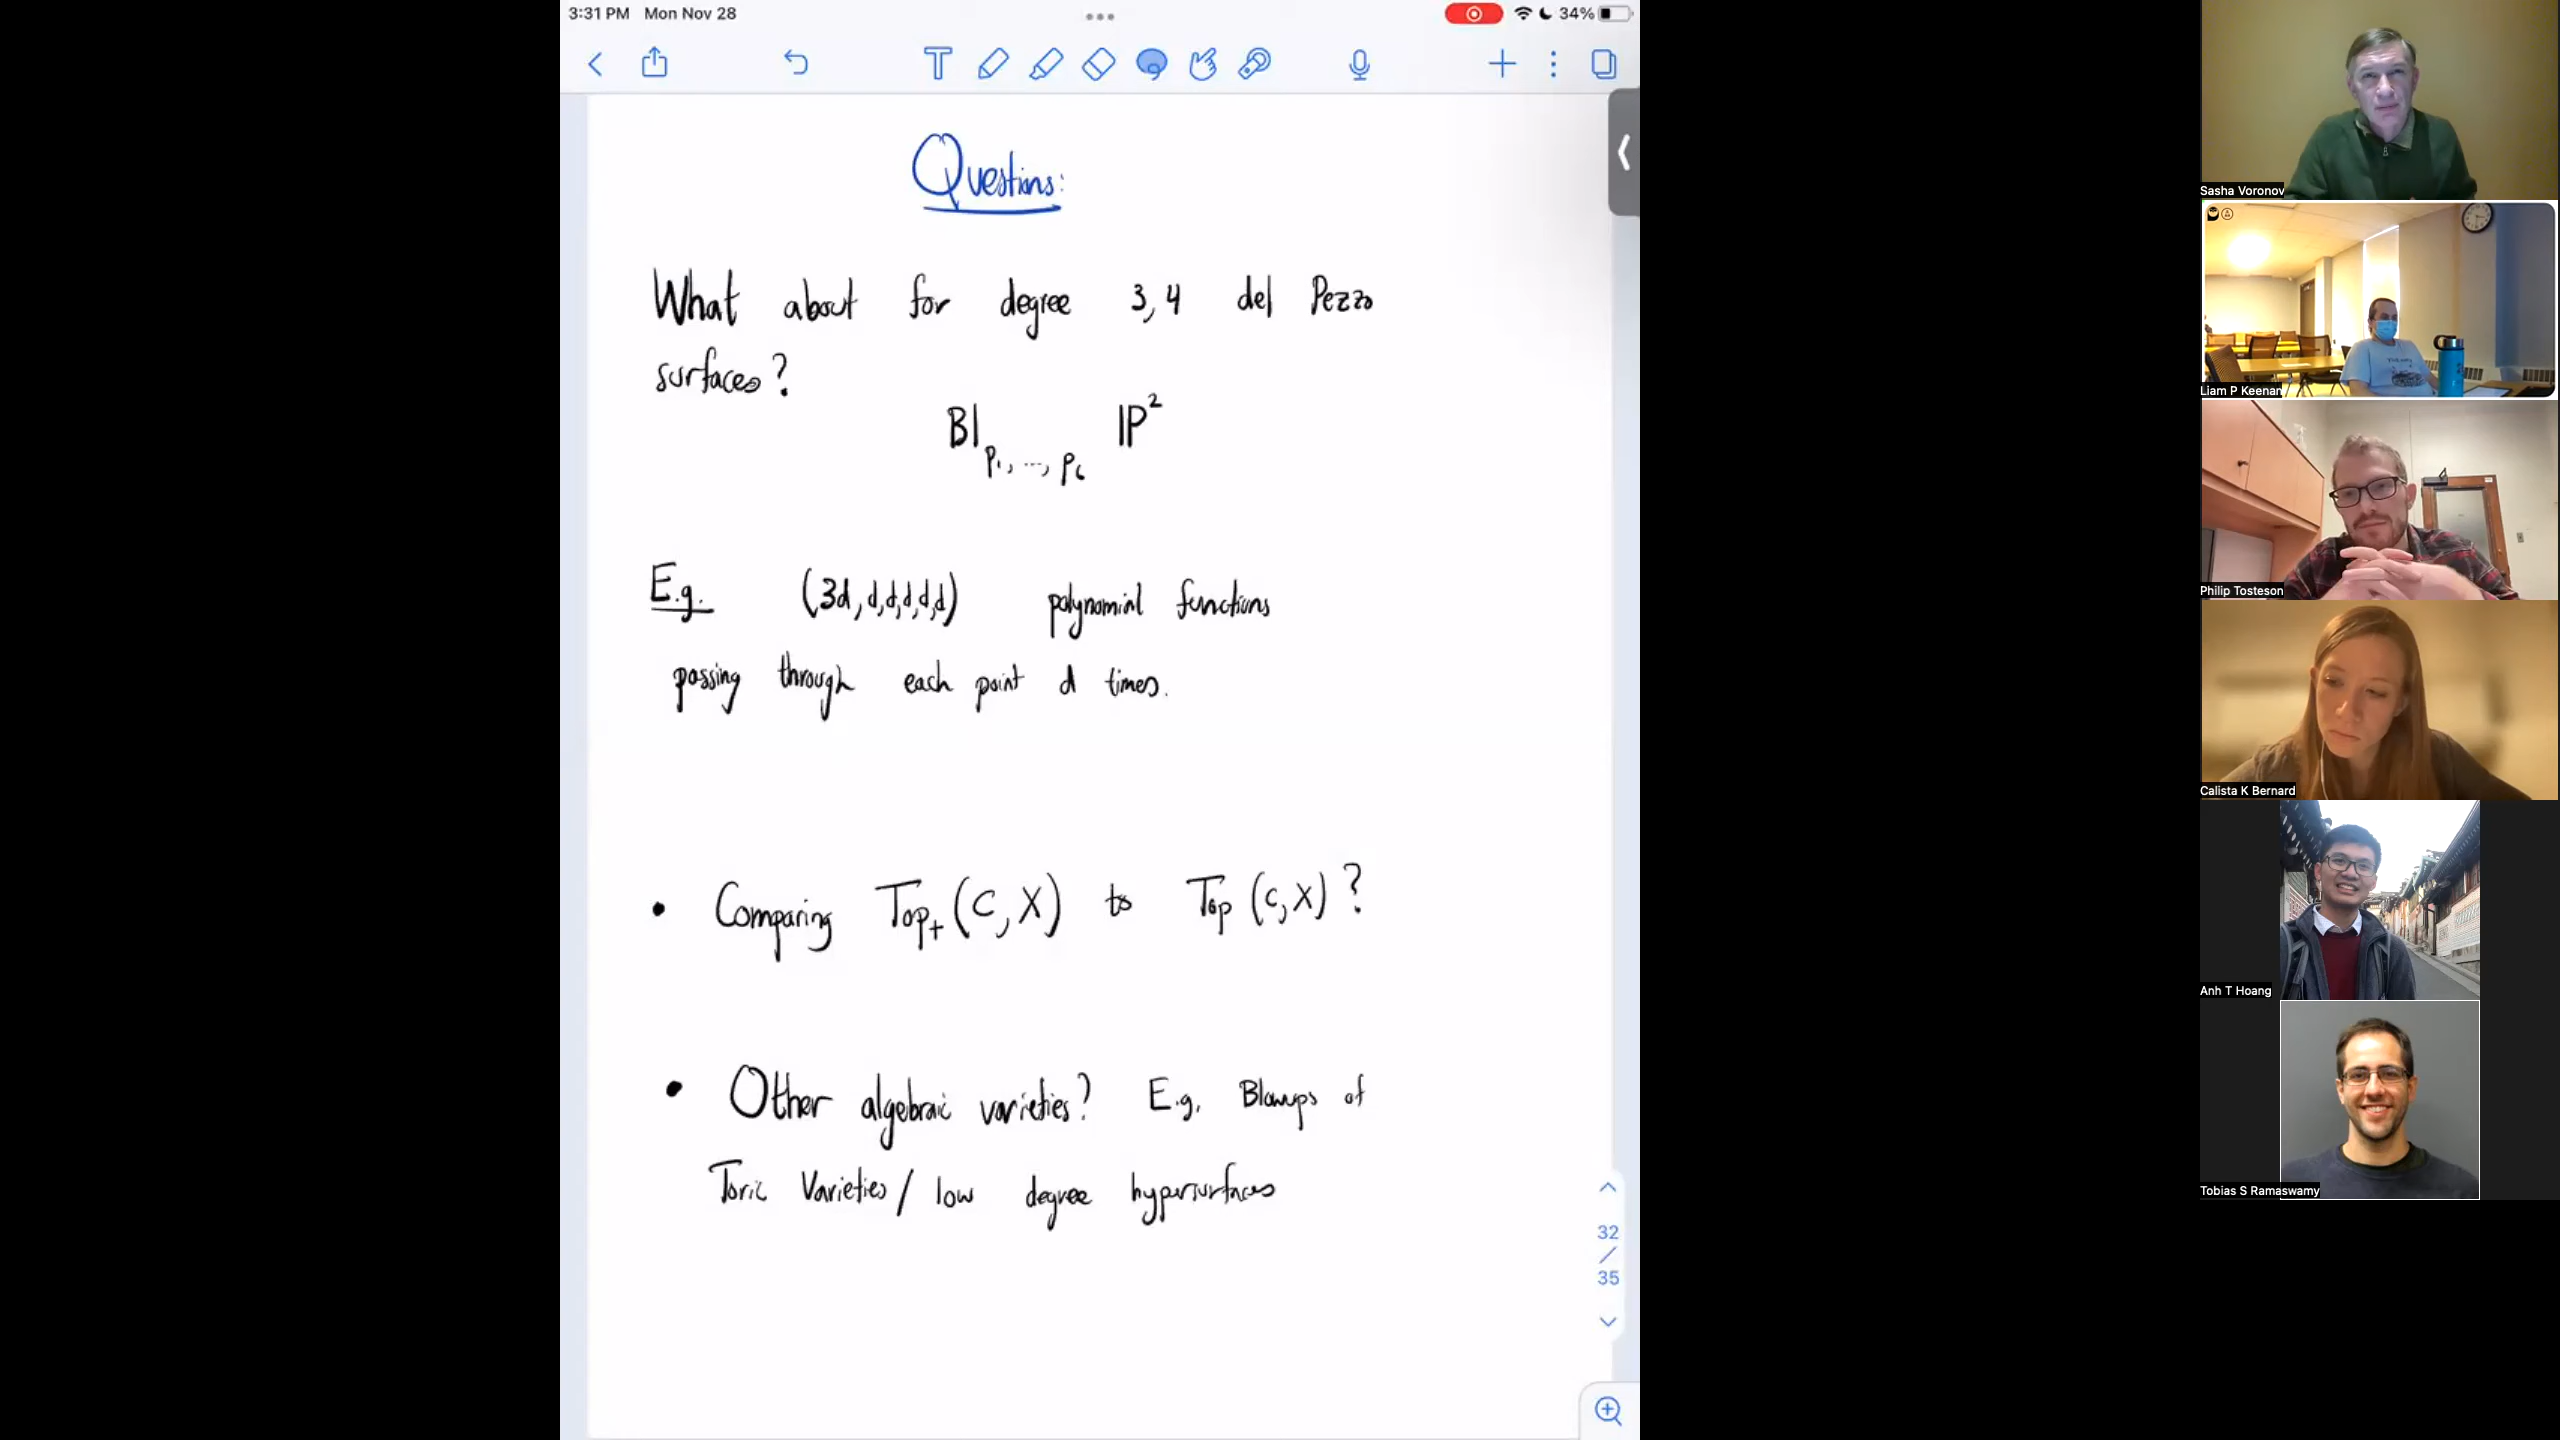 3:31 PM Mon Nov 28
34%
Questions:
What about for degree 3,4 del Pezzo
surfaces?
Bl_{p_1, ..., p_6} ℙ^2
E.g. (3d, d,d,d,d,d) polynomial functions
passing through each point d times.
• Comparing Top_+ (C, X) to Top (C, X) ?
• Other algebraic varieties? E.g. Blowups of
Toric Varieties / low degree hypersurfaces
32
/
35
Sasha Voronov
Liam P Keenan
Philip Tosteson
Calista K Bernard
Anh T Hoang
Tobias S Ramaswamy